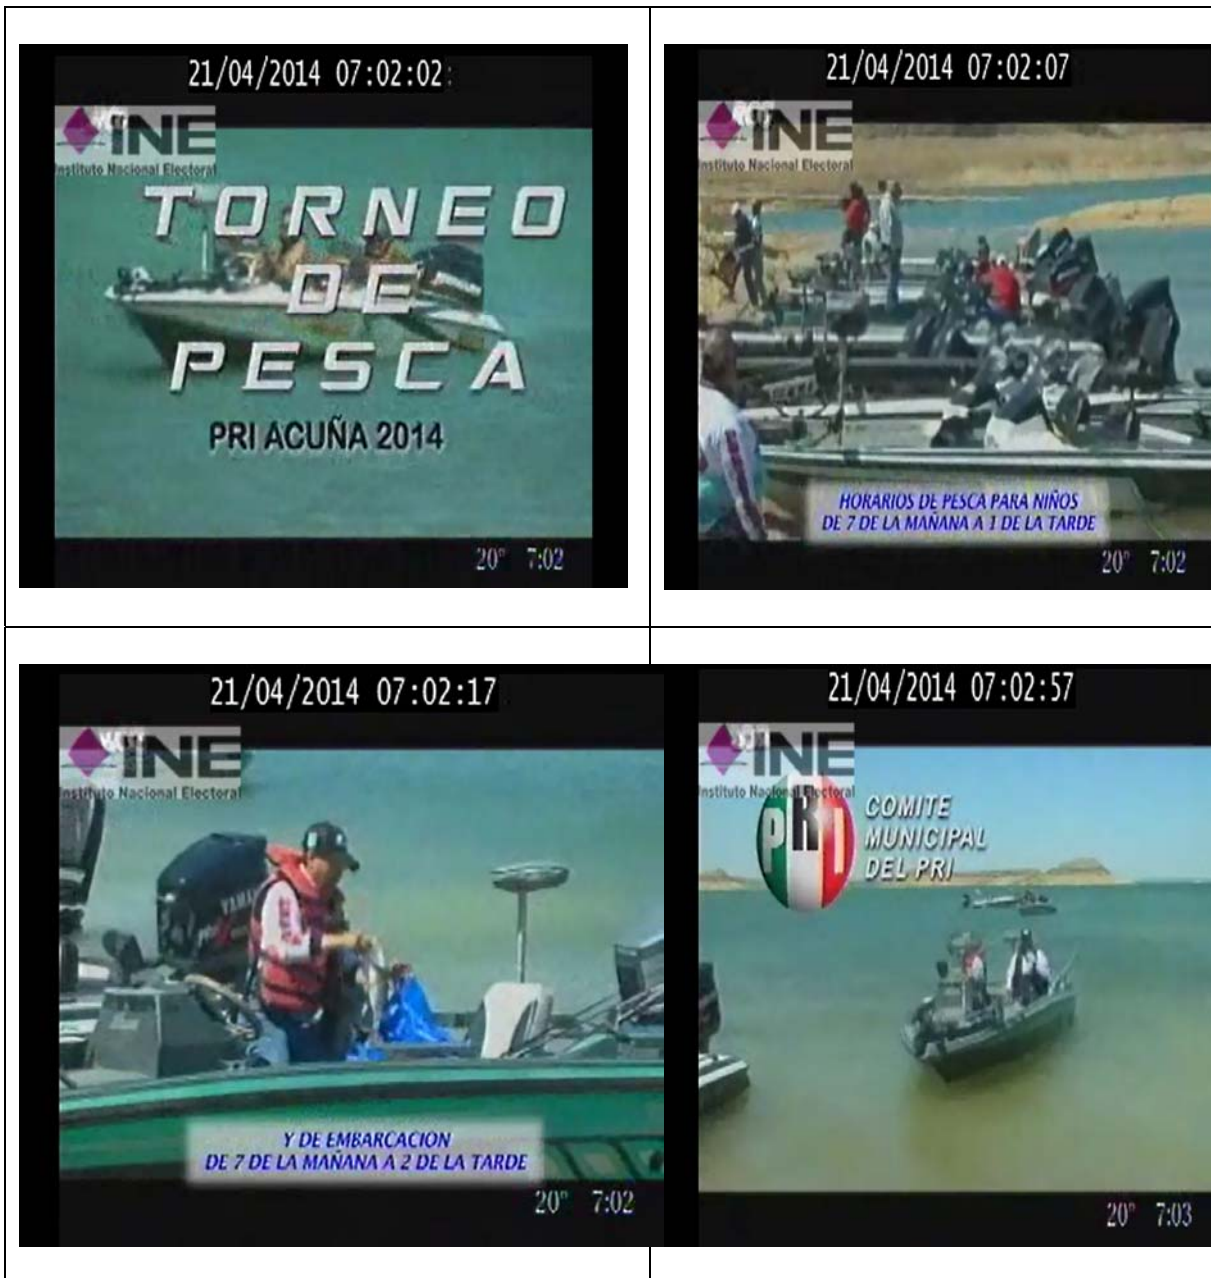 21/04/2014 07:02:02
INE
Instituto Nacional Electoral
TORNEO
DE
PESCA
PRI ACUÑA 2014
20° 7:02
21/04/2014 07:02:07
INE
Instituto Nacional Electoral
HORARIOS DE PESCA PARA NIÑOS
DE 7 DE LA MAÑANA A 1 DE LA TARDE
20° 7:02
21/04/2014 07:02:17
INE
Instituto Nacional Electoral
YAMA
Y DE EMBARCACION
DE 7 DE LA MAÑANA A 2 DE LA TARDE
20° 7:02
21/04/2014 07:02:57
INE
Instituto Nacional Electoral
PRI
COMITE
MUNICIPAL
DEL PRI
20° 7:03